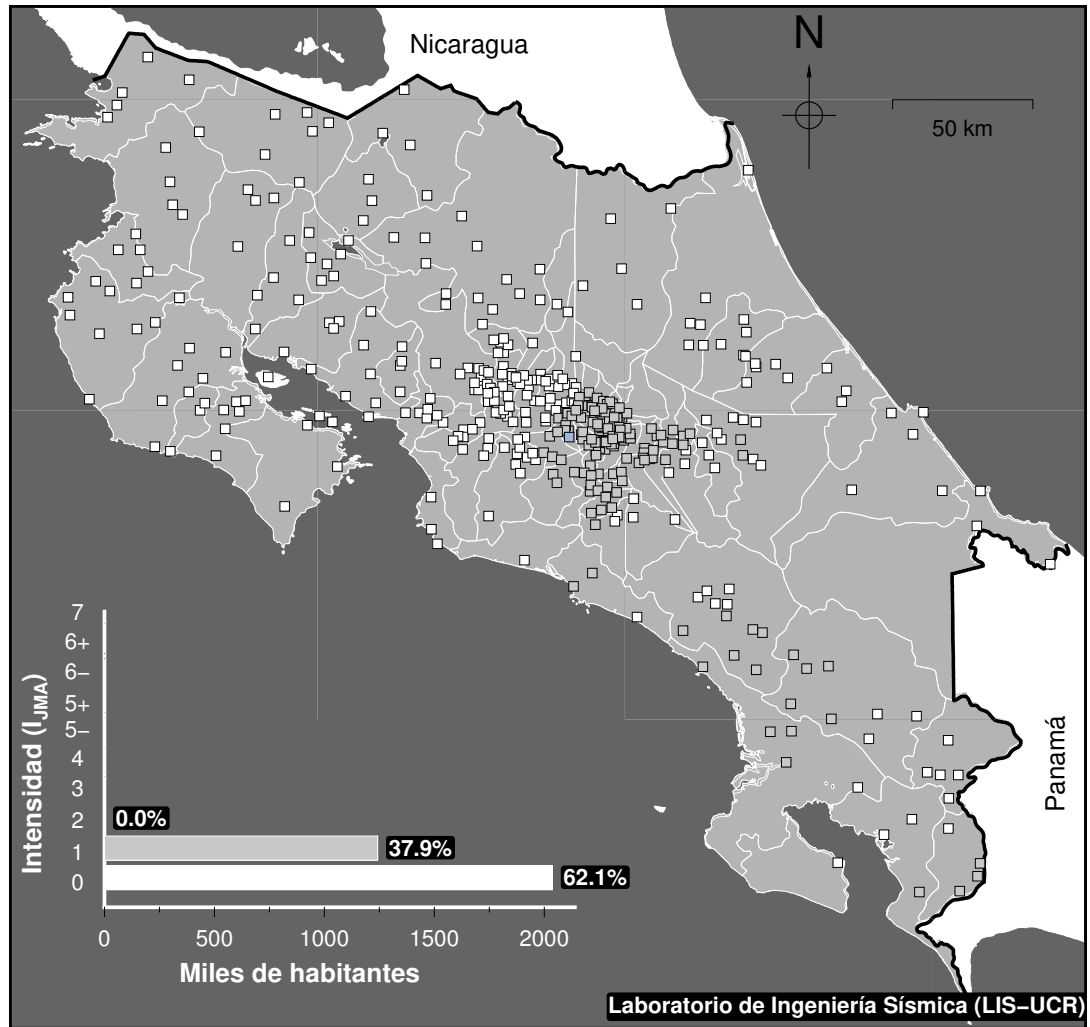 Nicaragua
N
50 km
Panamá
Intensidad (I_JMA)
7
6+
6−
5+
5−
4
3
2
1
0
0.0%
37.9%
62.1%
0
500
1000
1500
2000
Miles de habitantes
Laboratorio de Ingeniería Sísmica (LIS−UCR)